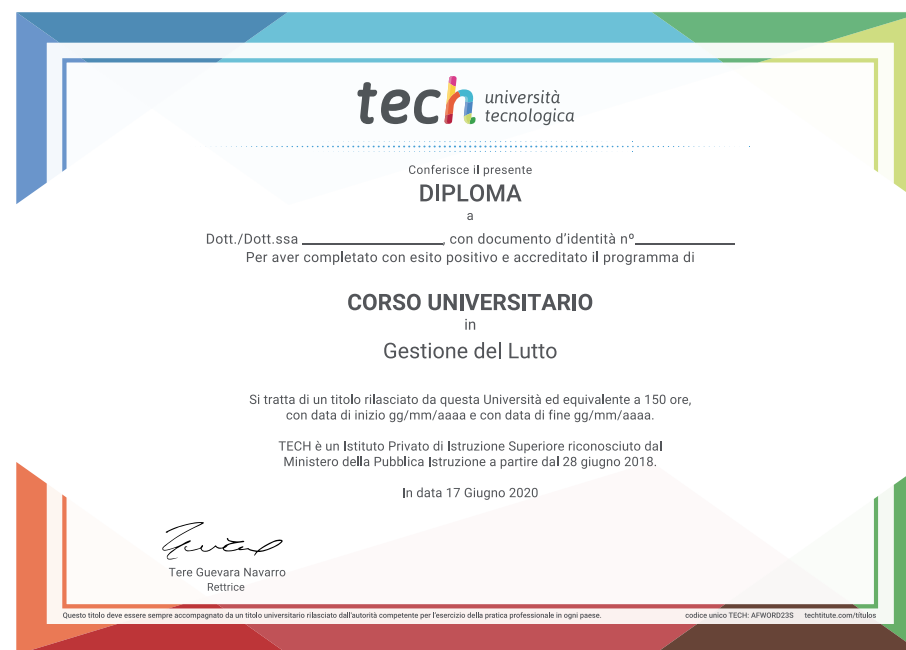 tech università
tecnologica
Conferisce il presente
DIPLOMA
a
Dott./Dott.ssa ____________________, con documento d'identità nº______________
Per aver completato con esito positivo e accreditato il programma di
CORSO UNIVERSITARIO
in
Gestione del Lutto
Si tratta di un titolo rilasciato da questa Università ed equivalente a 150 ore,
con data di inizio gg/mm/aaaa e con data di fine gg/mm/aaaa.
TECH è un Istituto Privato di Istruzione Superiore riconosciuto dal
Ministero della Pubblica Istruzione a partire dal 28 giugno 2018.
In data 17 Giugno 2020
Tere Guevara Navarro
Rettrice
Questo titolo deve essere sempre accompagnato da un titolo universitario rilasciato dall'autorità competente per l'esercizio della pratica professionale in ogni paese. codice unico TECH: AFWORD23S techtitute.com/títulos